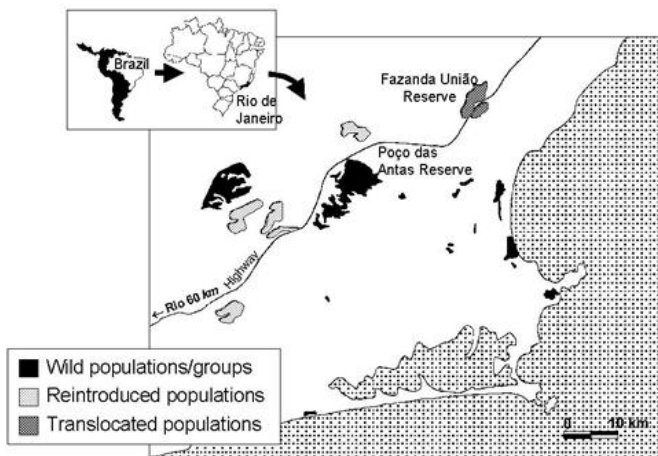 Brazil
Rio de
Janeiro
Fazanda União
Reserve
Poço das
Antas Reserve
Highway
← Rio 60 km
Wild populations/groups
Reintroduced populations
Translocated populations
0 10 km